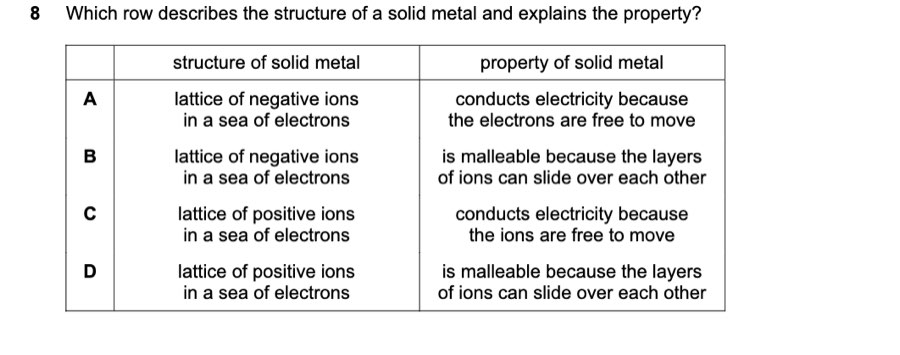 8 Which row describes the structure of a solid metal and explains the property?
structure of solid metal property of solid metal
A lattice of negative ions conducts electricity because
in a sea of electrons the electrons are free to move
B lattice of negative ions is malleable because the layers
in a sea of electrons of ions can slide over each other
C lattice of positive ions conducts electricity because
in a sea of electrons the ions are free to move
D lattice of positive ions is malleable because the layers
in a sea of electrons of ions can slide over each other